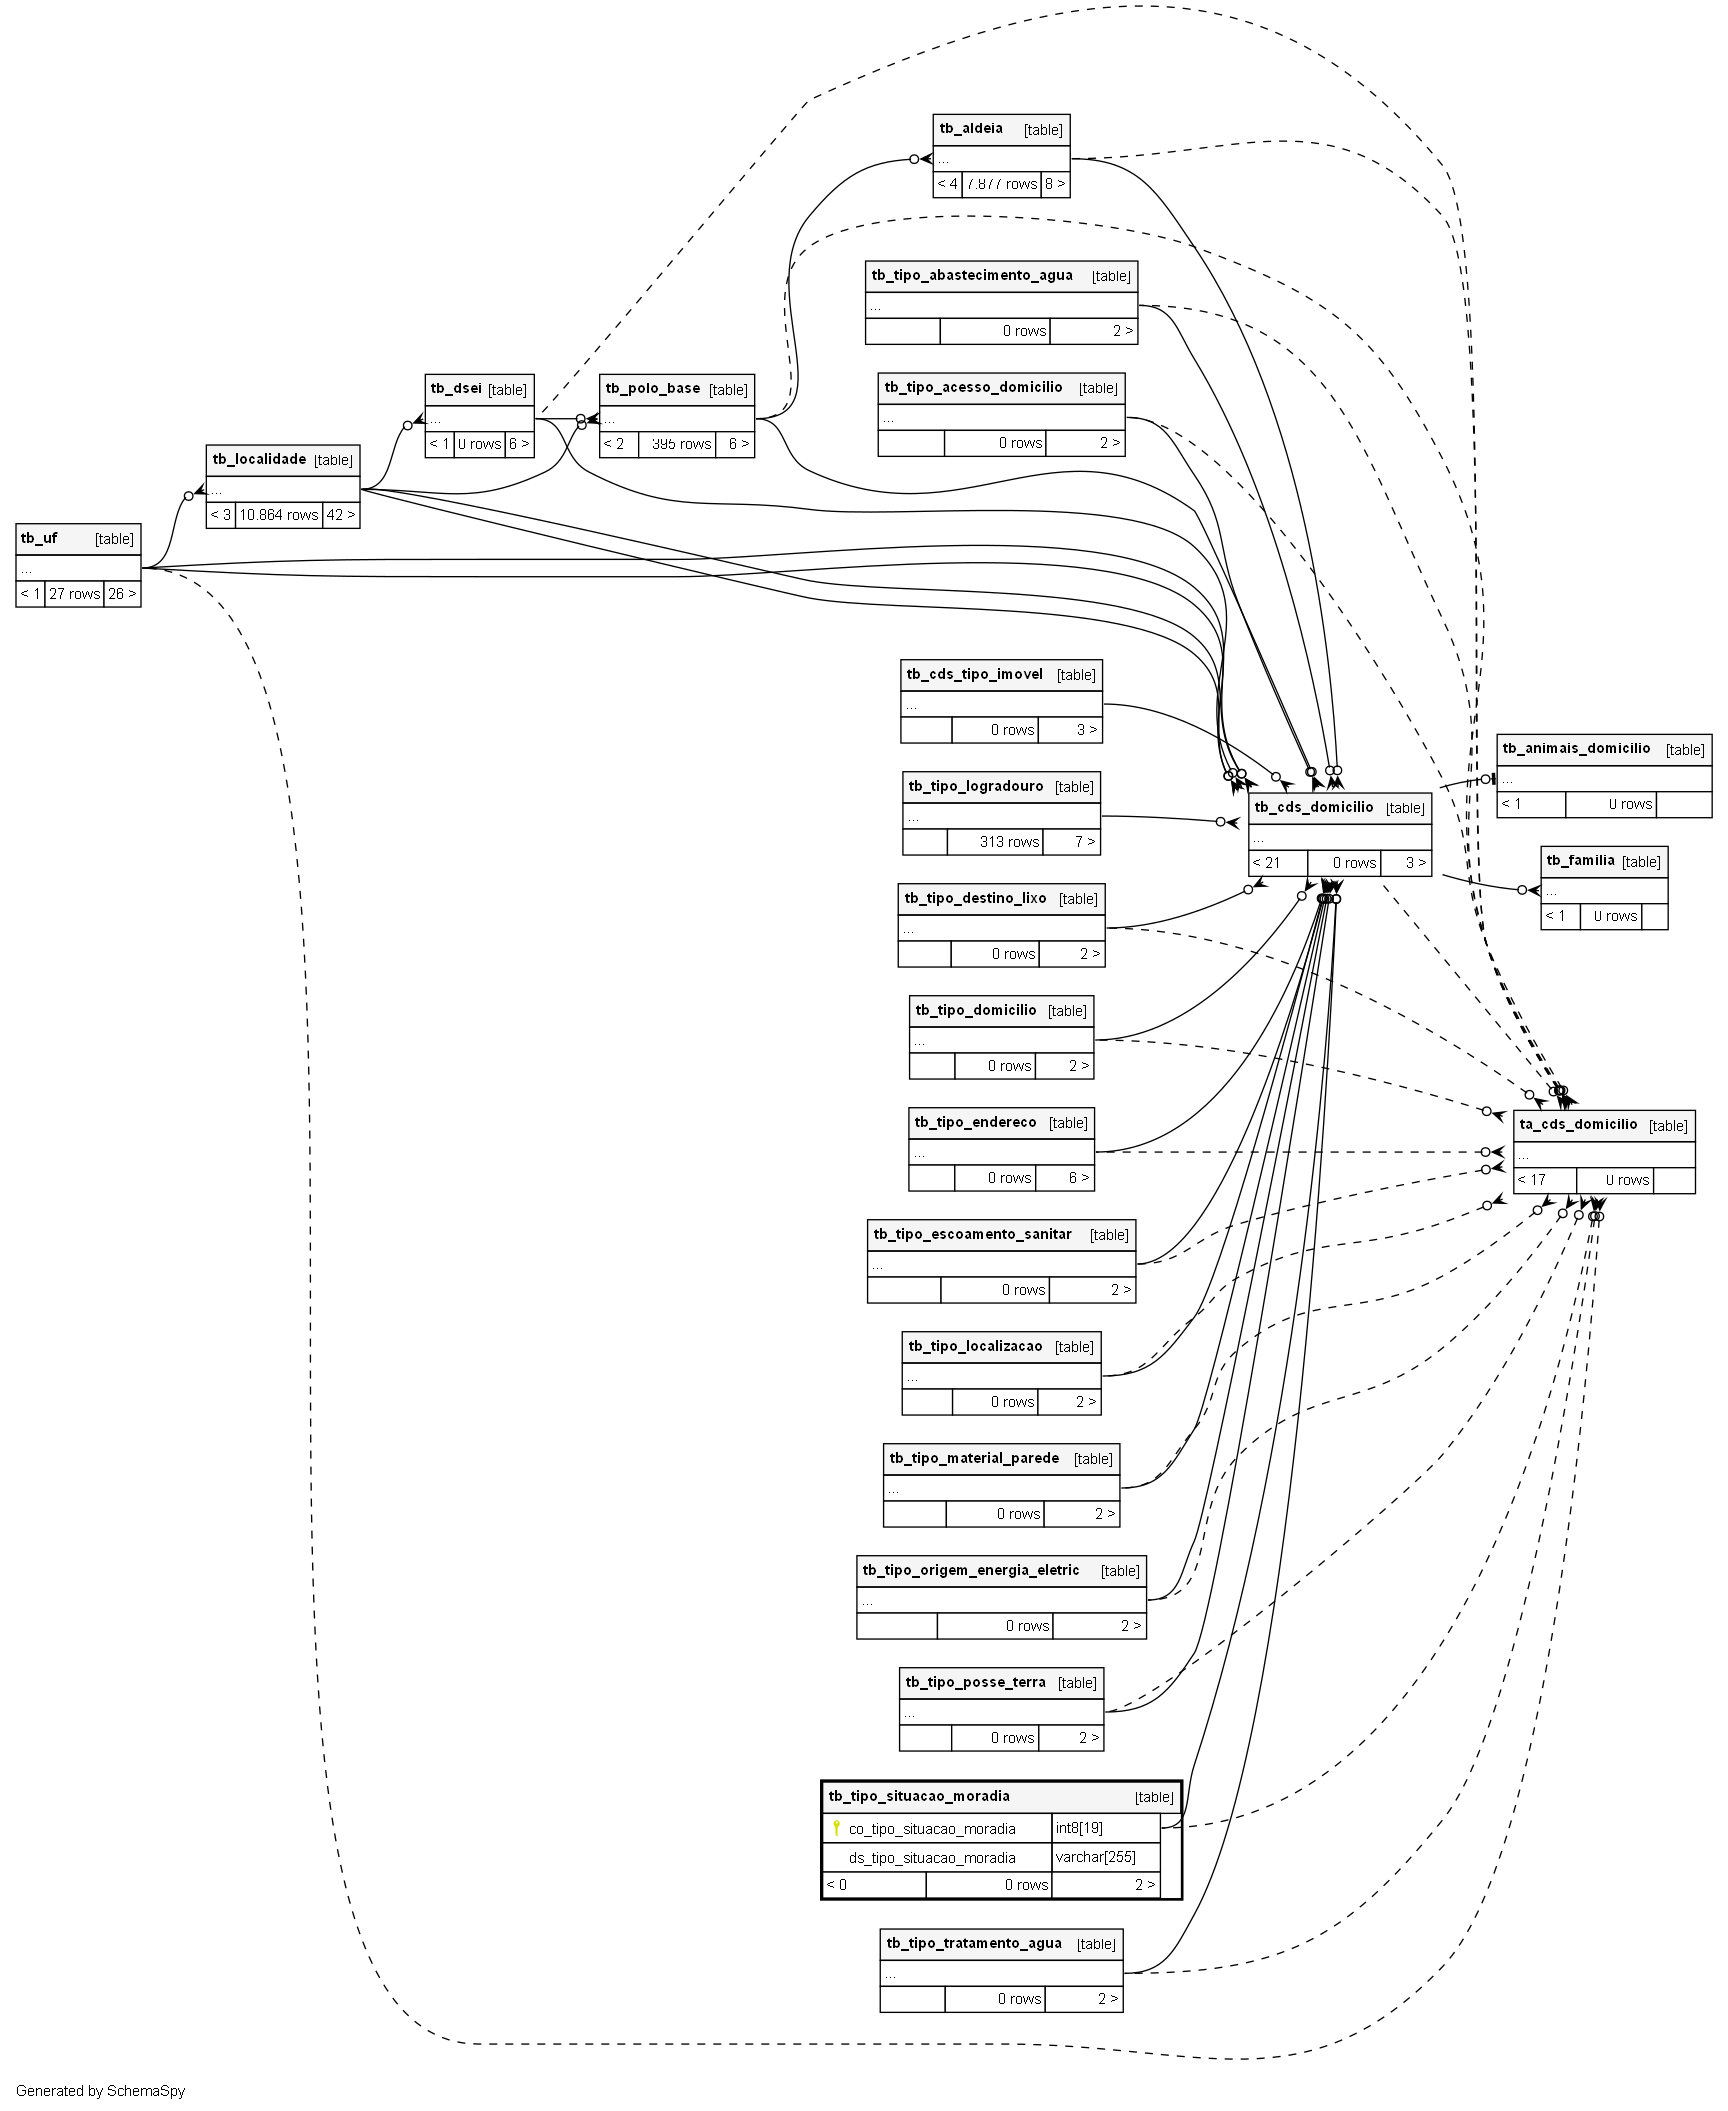 tb_aldeia [table]
...
< 4 7.877 rows 8 >
tb_tipo_abastecimento_agua [table]
...
0 rows 2 >
tb_dsei [table]
...
< 1 0 rows 6 >
tb_polo_base [table]
...
< 2 395 rows 6 >
tb_tipo_acesso_domicilio [table]
...
0 rows 2 >
tb_localidade [table]
...
< 3 10.864 rows 42 >
tb_uf [table]
...
< 1 27 rows 26 >
tb_cds_tipo_imovel [table]
...
0 rows 3 >
tb_animais_domicilio [table]
...
< 1 0 rows
tb_tipo_logradouro [table]
...
313 rows 7 >
tb_cds_domicilio [table]
...
< 21 0 rows 3 >
tb_familia [table]
...
< 1 0 rows
tb_tipo_destino_lixo [table]
...
0 rows 2 >
tb_tipo_domicilio [table]
...
0 rows 2 >
tb_tipo_endereco [table]
...
0 rows 6 >
ta_cds_domicilio [table]
...
< 17 0 rows
tb_tipo_escoamento_sanitar [table]
...
0 rows 2 >
tb_tipo_localizacao [table]
...
0 rows 2 >
tb_tipo_material_parede [table]
...
0 rows 2 >
tb_tipo_origem_energia_eletric [table]
...
0 rows 2 >
tb_tipo_posse_terra [table]
...
0 rows 2 >
tb_tipo_situacao_moradia [table]
co_tipo_situacao_moradia int8[19]
ds_tipo_situacao_moradia varchar[255]
< 0 0 rows 2 >
tb_tipo_tratamento_agua [table]
...
0 rows 2 >
Generated by SchemaSpy